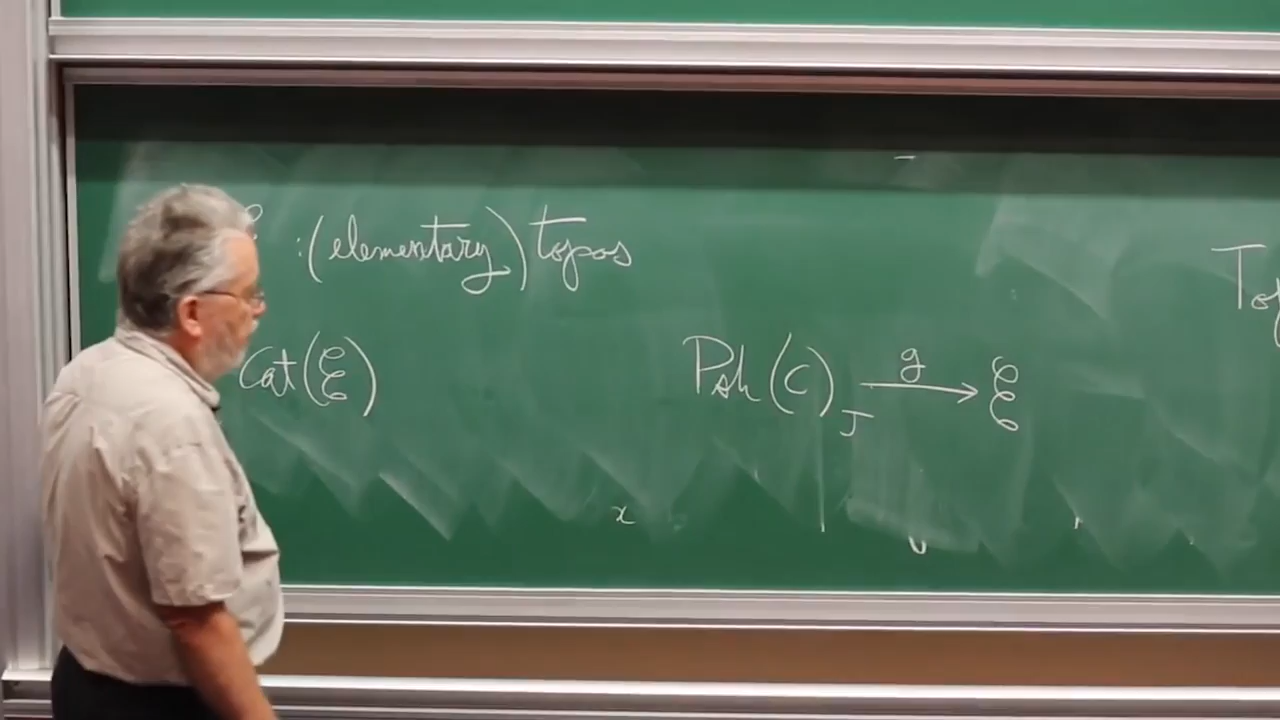 : (elementary) topos
Cat(ℰ)
Psh(C)_J —g→ ℰ
x